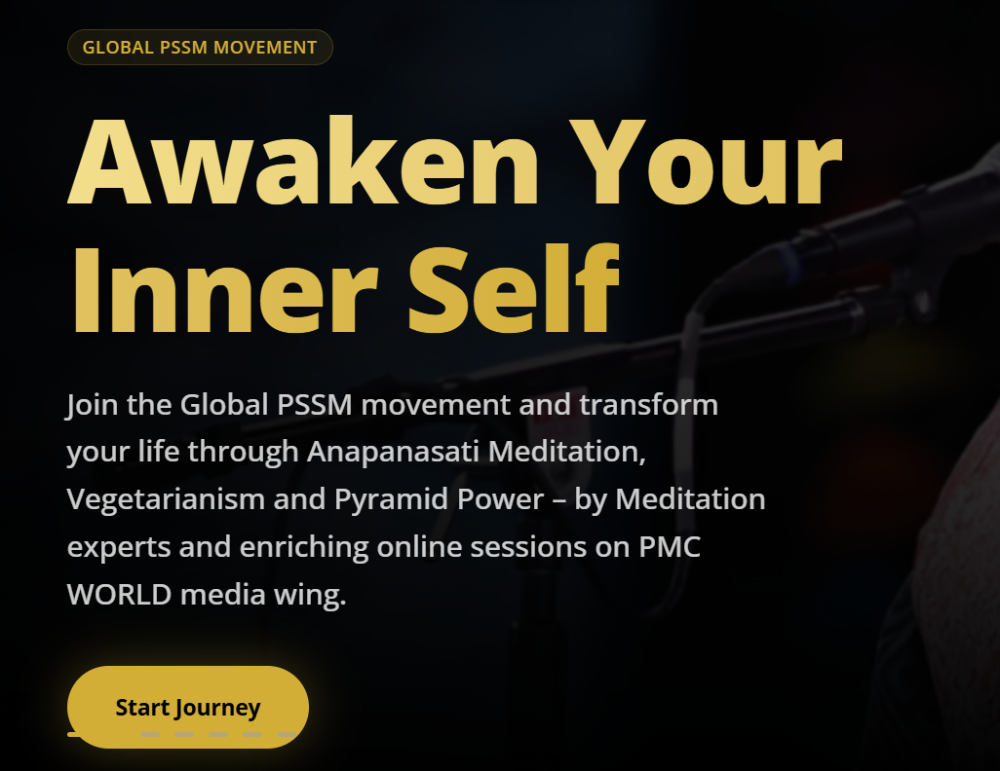 GLOBAL PSSM MOVEMENT
Awaken Your
Inner Self
Join the Global PSSM movement and transform
your life through Anapanasati Meditation,
Vegetarianism and Pyramid Power – by Meditation
experts and enriching online sessions on PMC
WORLD media wing.
Start Journey